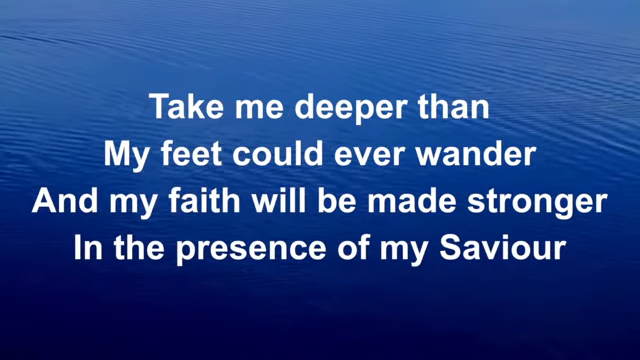 Take me deeper than
My feet could ever wander
And my faith will be made stronger
In the presence of my Saviour